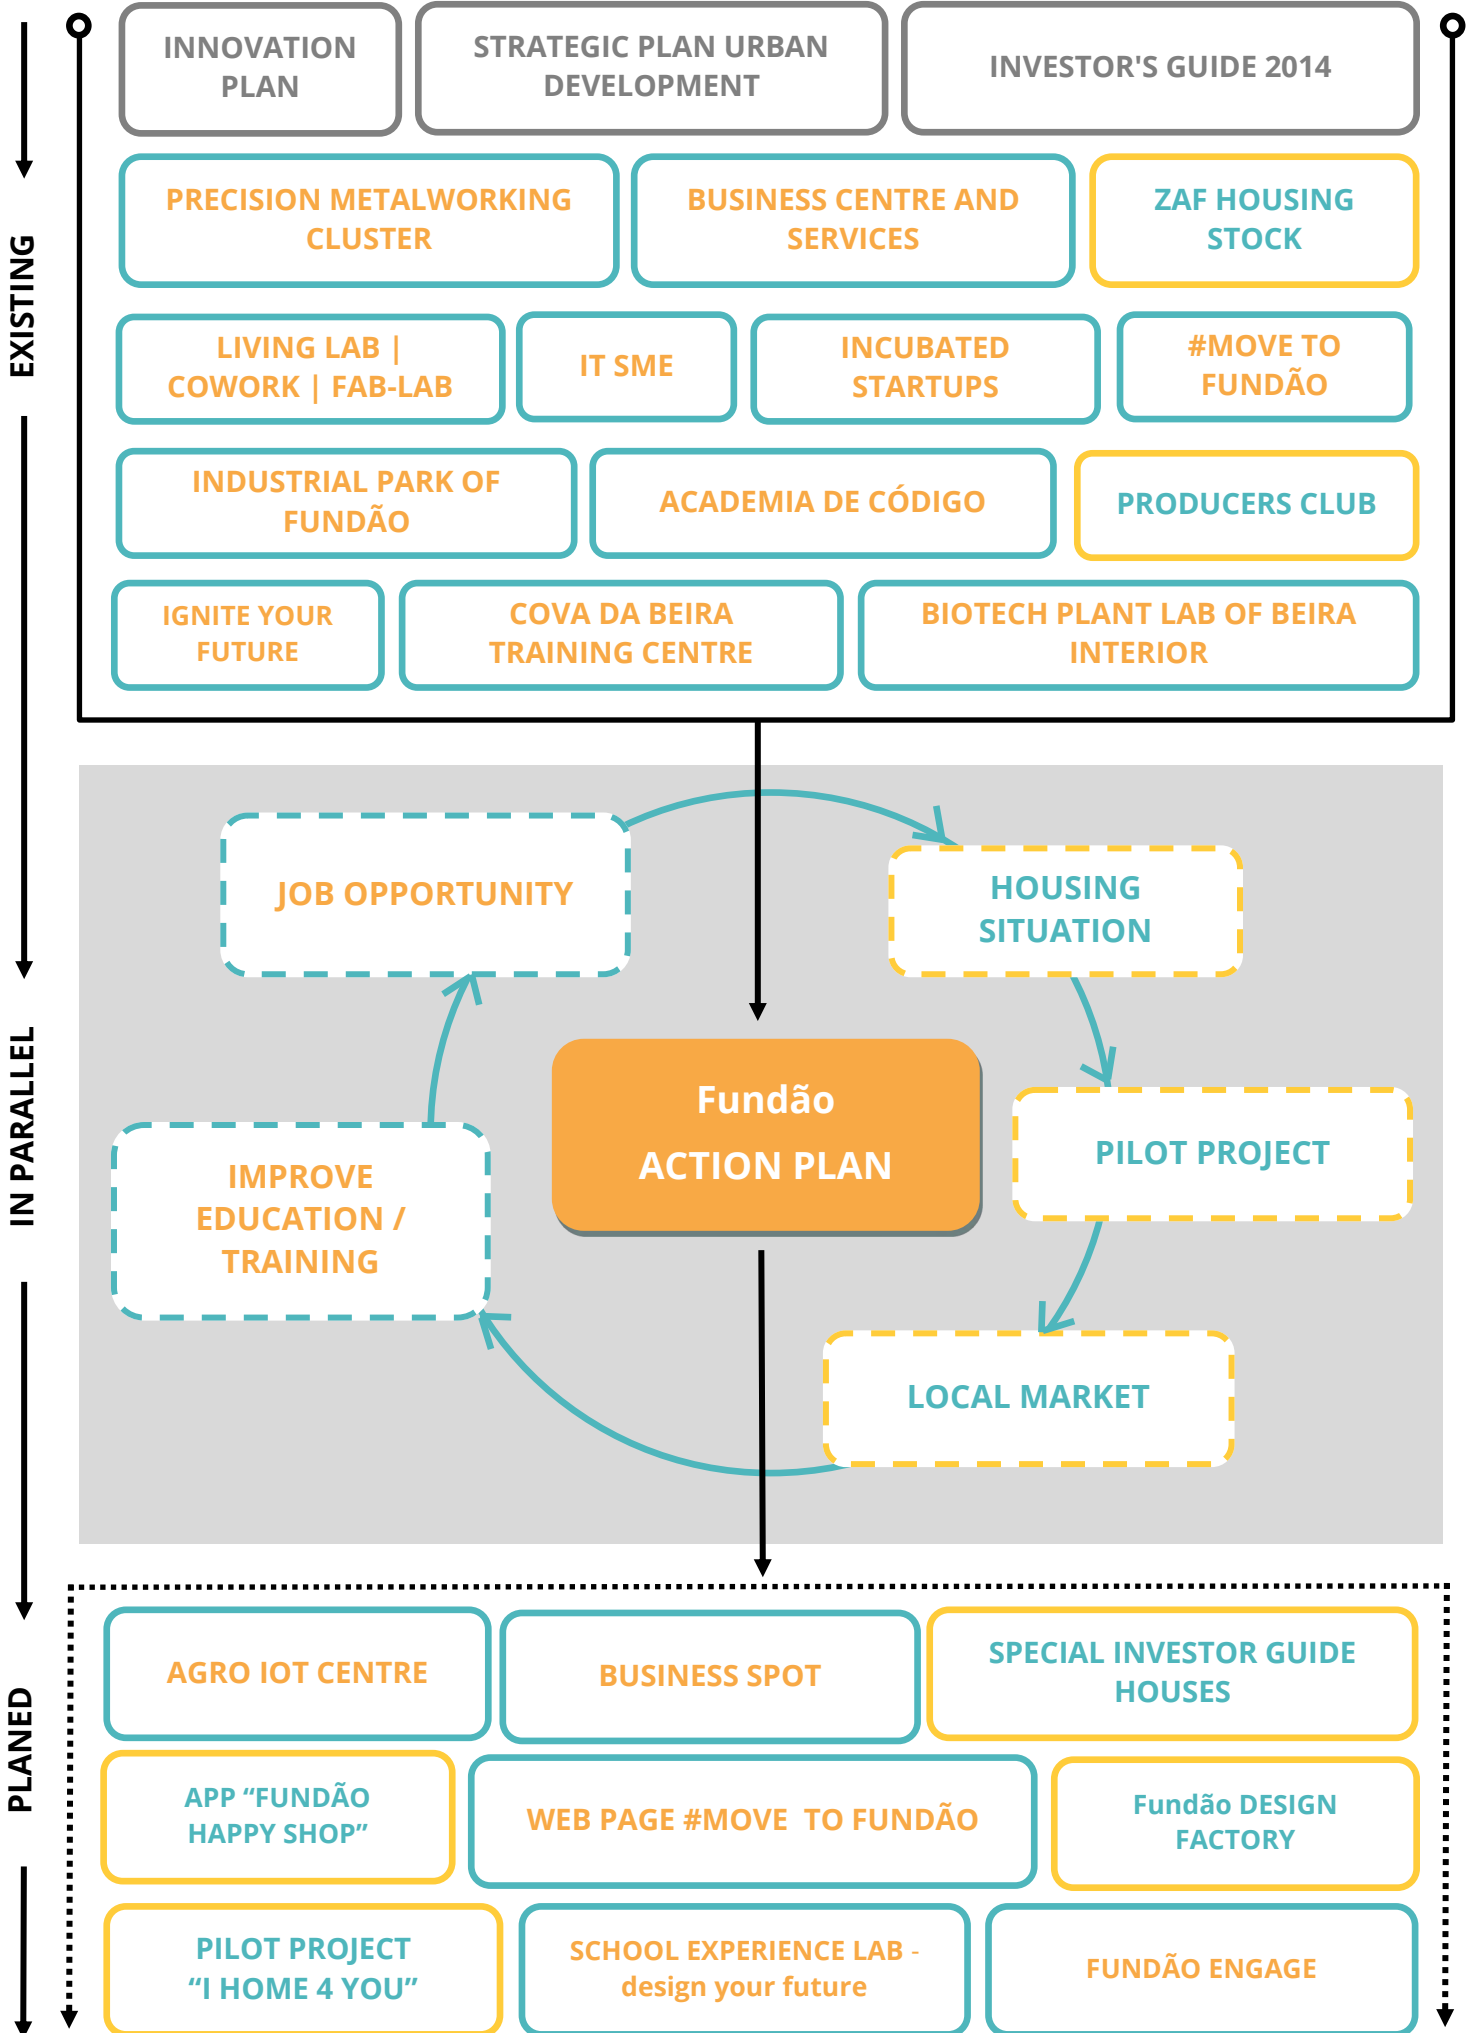 INNOVATION
PLAN
STRATEGIC PLAN URBAN
DEVELOPMENT
INVESTOR'S GUIDE 2014
EXISTING
PRECISION METALWORKING
CLUSTER
BUSINESS CENTRE AND
SERVICES
ZAF HOUSING
STOCK
LIVING LAB |
COWORK | FAB-LAB
IT SME
INCUBATED
STARTUPS
#MOVE TO
FUNDÃO
INDUSTRIAL PARK OF
FUNDÃO
ACADEMIA DE CÓDIGO
PRODUCERS CLUB
IGNITE YOUR
FUTURE
COVA DA BEIRA
TRAINING CENTRE
BIOTECH PLANT LAB OF BEIRA
INTERIOR
IN PARALLEL
JOB OPPORTUNITY
HOUSING
SITUATION
Fundão
ACTION PLAN
PILOT PROJECT
IMPROVE
EDUCATION /
TRAINING
LOCAL MARKET
PLANED
AGRO IOT CENTRE
BUSINESS SPOT
SPECIAL INVESTOR GUIDE
HOUSES
APP “FUNDÃO
HAPPY SHOP”
WEB PAGE #MOVE  TO FUNDÃO
Fundão DESIGN
FACTORY
PILOT PROJECT
“I HOME 4 YOU”
SCHOOL EXPERIENCE LAB -
design your future
FUNDÃO ENGAGE